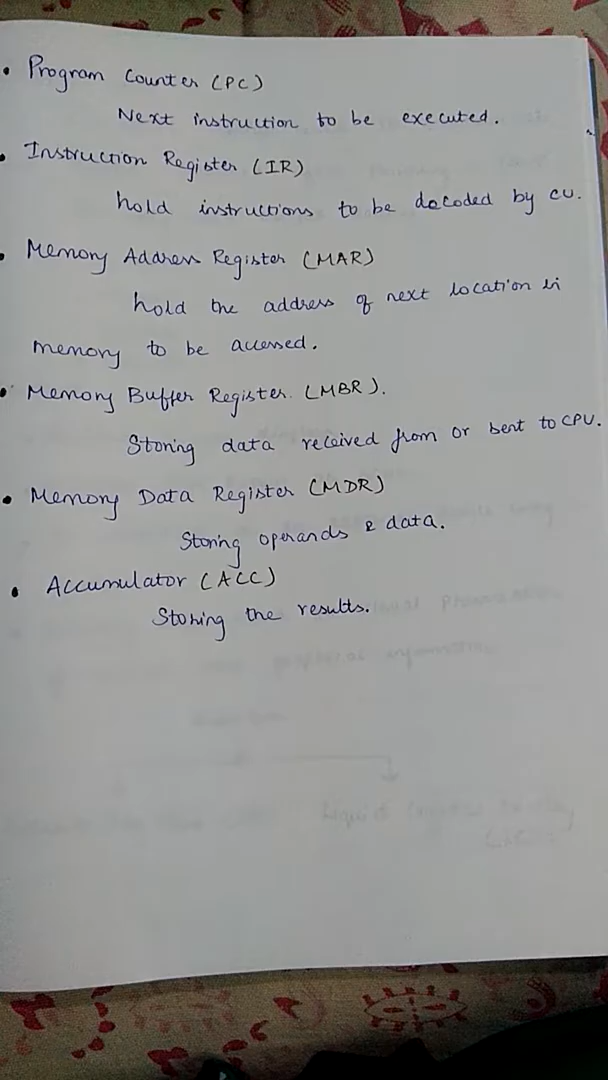 • Program Counter (PC)
Next instruction to be executed.
• Instruction Register (IR)
hold instructions to be decoded by CU.
• Memory Address Register (MAR)
hold the address of next location in
memory to be accessed.
• Memory Buffer Register (MBR).
Storing data received from or sent to CPU.
• Memory Data Register (MDR)
Storing operands & data.
• Accumulator (ACC)
Storing the results.